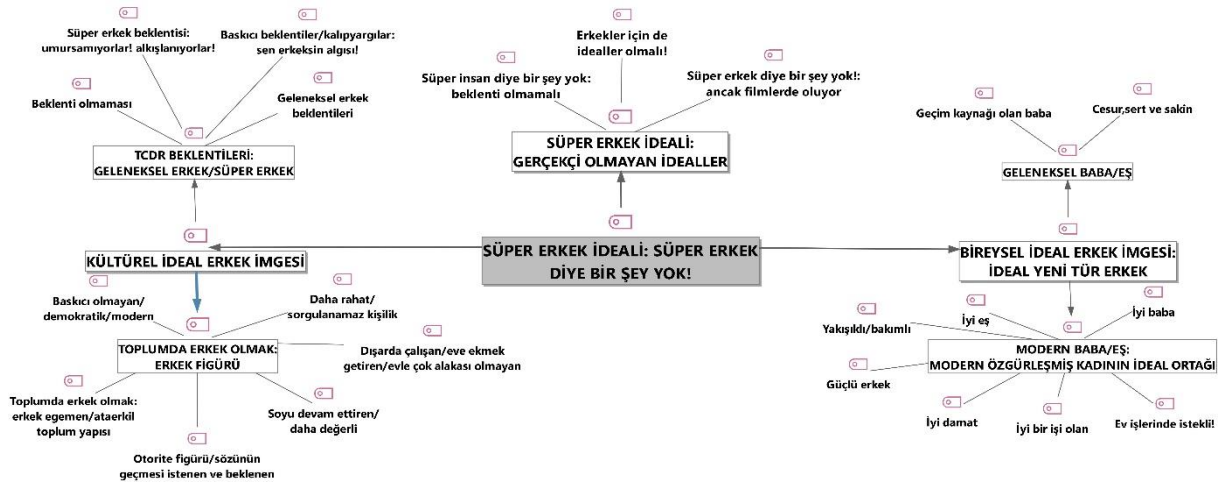 Süper erkek beklentisi:
umursamıyorlar! alkışlanıyorlar!
Baskıcı beklentiler/kalıpyargılar:
sen erkeksin algısı!
Beklenti olmaması
Geleneksel erkek
beklentileri
TCDR BEKLENTİLERİ:
GELENEKSEL ERKEK/SÜPER ERKEK
Erkekler için de
idealler olmalı!
Süper insan diye bir şey yok:
beklenti olmamalı
Süper erkek diye bir şey yok!:
ancak filmlerde oluyor
SÜPER ERKEK İDEALİ:
GERÇEKÇİ OLMAYAN İDEALLER
Geçim kaynağı olan baba
Cesur,sert ve sakin
GELENEKSEL BABA/EŞ
KÜLTÜREL İDEAL ERKEK İMGESİ
SÜPER ERKEK İDEALİ: SÜPER ERKEK
DİYE BİR ŞEY YOK!
BİREYSEL İDEAL ERKEK İMGESİ:
İDEAL YENİ TÜR ERKEK
Baskıcı olmayan/
demokratik/modern
Daha rahat/
sorgulanamaz kişilik
TOPLUMDA ERKEK OLMAK:
ERKEK FİGÜRÜ
Dışarda çalışan/eve ekmek
getiren/evle çok alakası olmayan
Toplumda erkek olmak:
erkek egemen/ataerkil
toplum yapısı
Soyu devam ettiren/
daha değerli
Otorite figürü/sözünün
geçmesi istenen ve beklenen
Yakışıldı/bakımlı
İyi eş
İyi baba
MODERN BABA/EŞ:
MODERN ÖZGÜRLEŞMİŞ KADININ İDEAL ORTAĞI
Güçlü erkek
İyi damat
İyi bir işi olan
Ev işlerinde istekli!